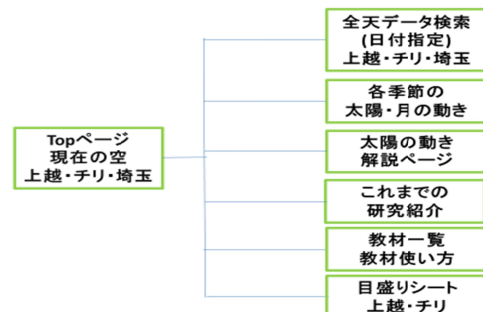 Topページ
現在の空
上越・チリ・埼玉
全天データ検索
(日付指定)
上越・チリ・埼玉
各季節の
太陽・月の動き
太陽の動き
解説ページ
これまでの
研究紹介
教材一覧
教材使い方
目盛りシート
上越・チリ